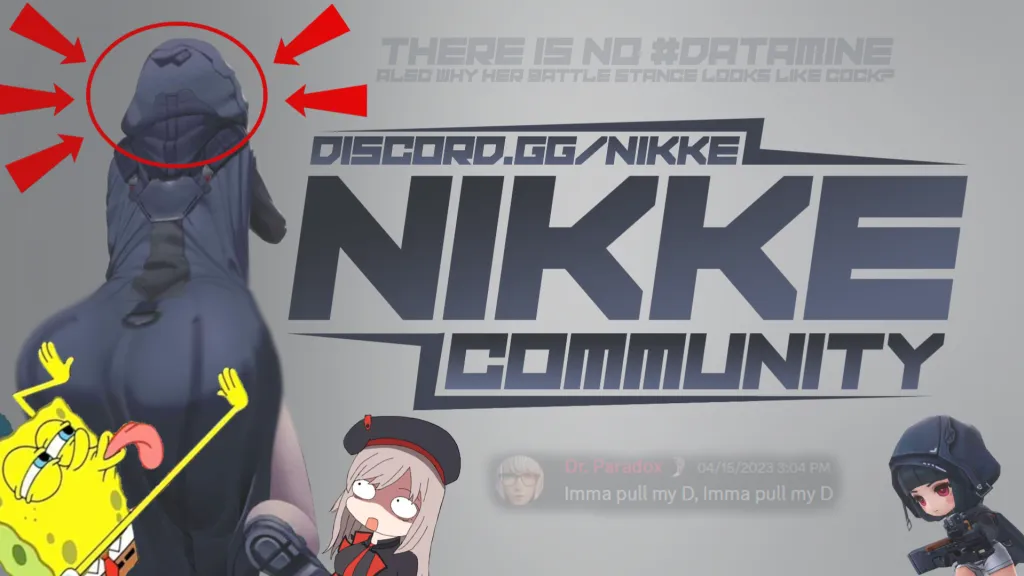 THERE IS NO #DATAMINE
ALSO WHY HER BATTLE STANCE LOOKS LIKE COCK?
DISCORD.GG/NIKKE
NIKKE
COMMUNITY
Dr. Paradox 04/15/2023 3:04 PM
Imma pull my D, Imma pull my D